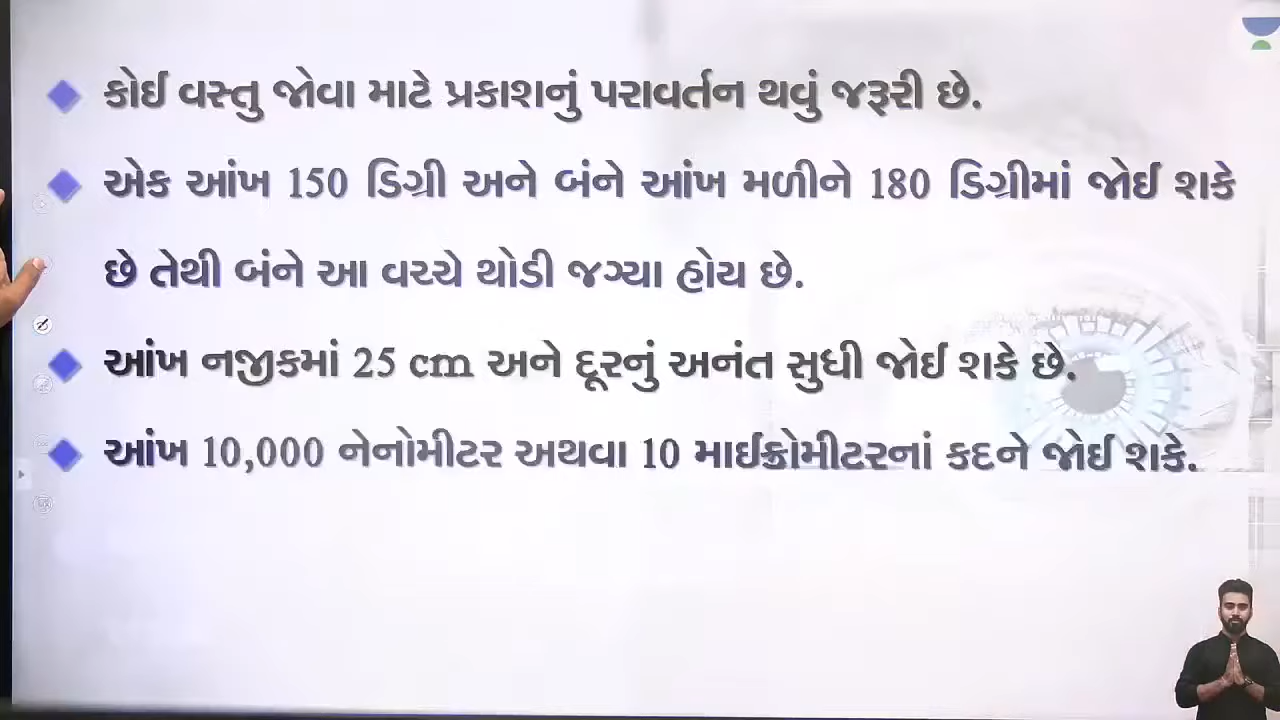 કોઈ વસ્તુ જોવા માટે પ્રકાશનું પરાવર્તન થવું જરૂરી છે.
એક આંખ 150 ડિગ્રી અને બંને આંખ મળીને 180 ડિગ્રીમાં જોઈ શકે
છે તેથી બંને આ વચ્ચે થોડી જગ્યા હોય છે.
આંખ નજીકમાં 25 cm અને દૂરનું અનંત સુધી જોઈ શકે છે.
આંખ 10,000 નેનોમીટર અથવા 10 માઈક્રોમીટરનાં કદને જોઈ શકે.